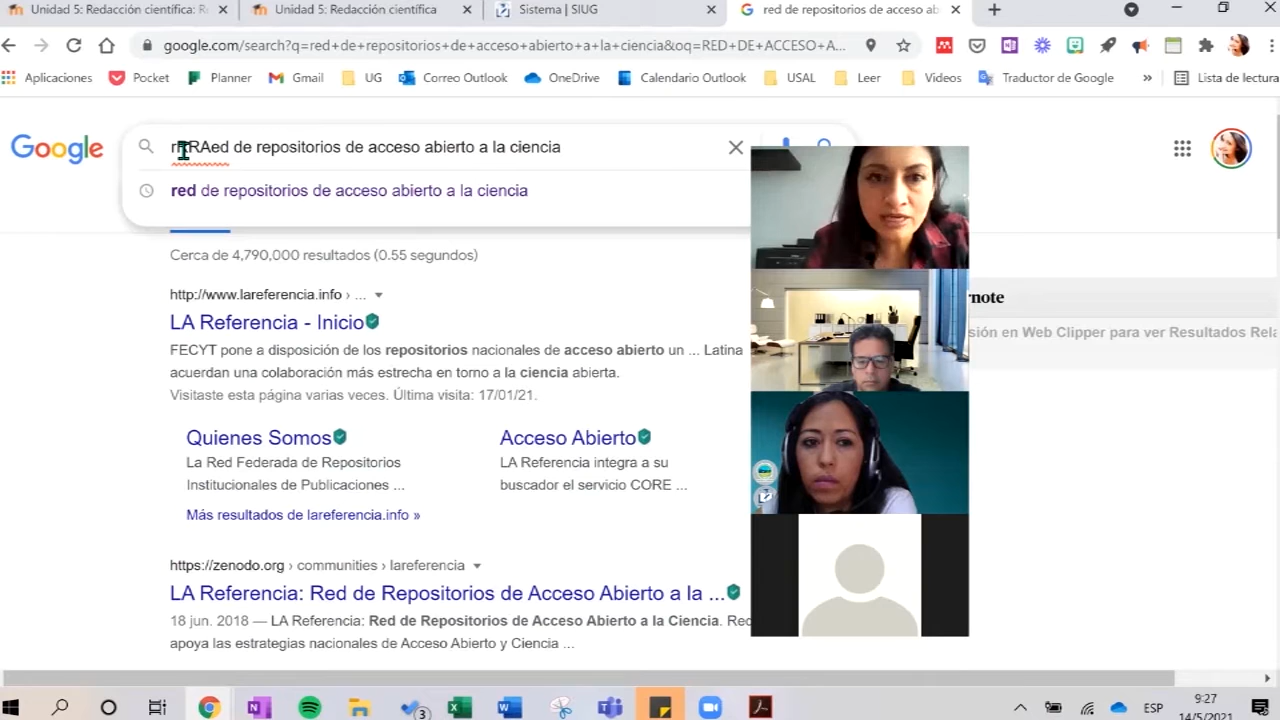 Unidad 5: Redacción científica: Re
Unidad 5: Redacción científica
Sistema | SIUG
red de repositorios de acceso ab
google.com/search?q=red+de+repositorios+de+acceso+abierto+a+la+ciencia&oq=RED+DE+ACCESO+A...
Aplicaciones
Pocket
Planner
Gmail
UG
Correo Outlook
OneDrive
Calendario Outlook
USAL
Leer
Videos
Traductor de Google
»
Lista de lectura
Google
de repositorios de acceso abierto a la ciencia
red de repositorios de acceso abierto a la ciencia
Cerca de 4,790,000 resultados (0.55 segundos)
http://www.lareferencia.info › ...
LA Referencia - Inicio
FECYT pone a disposición de los repositorios nacionales de acceso abierto un ... Latina
acuerdan una colaboración más estrecha en torno a la ciencia abierta.
Visitaste esta página varias veces. Última visita: 17/01/21.
Quienes Somos
La Red Federada de Repositorios
Institucionales de Publicaciones ...
Acceso Abierto
LA Referencia integra a su
buscador el servicio CORE ...
Más resultados de lareferencia.info »
https://zenodo.org › communities › lareferencia
LA Referencia: Red de Repositorios de Acceso Abierto a la ...
18 jun. 2018 — LA Referencia: Red de Repositorios de Acceso Abierto a la Ciencia. Rec
apoya las estrategias nacionales de Acceso Abierto y Ciencia ...
rnote
sión en Web Clipper para ver Resultados Rela
3
ESP
9:27
14/5/2021